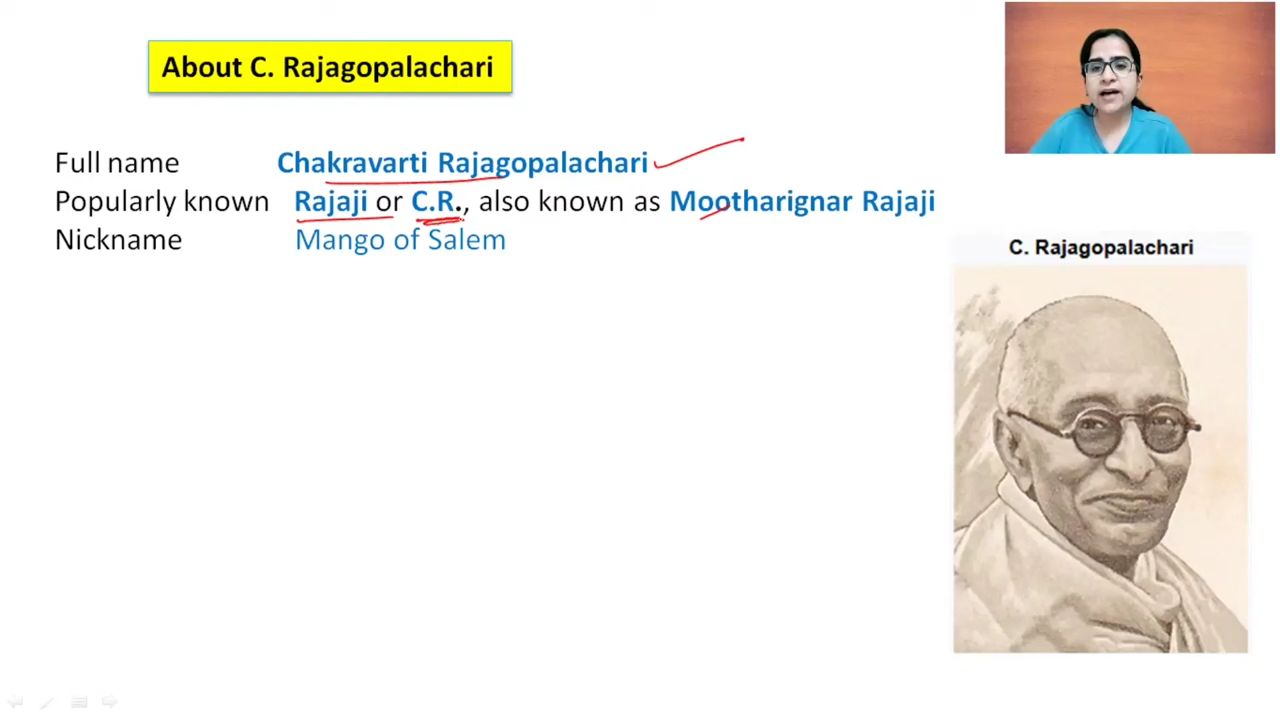 About C. Rajagopalachari
Full name Chakravarti Rajagopalachari
Popularly known Rajaji or C.R., also known as Mootharignar Rajaji
Nickname Mango of Salem
C. Rajagopalachari